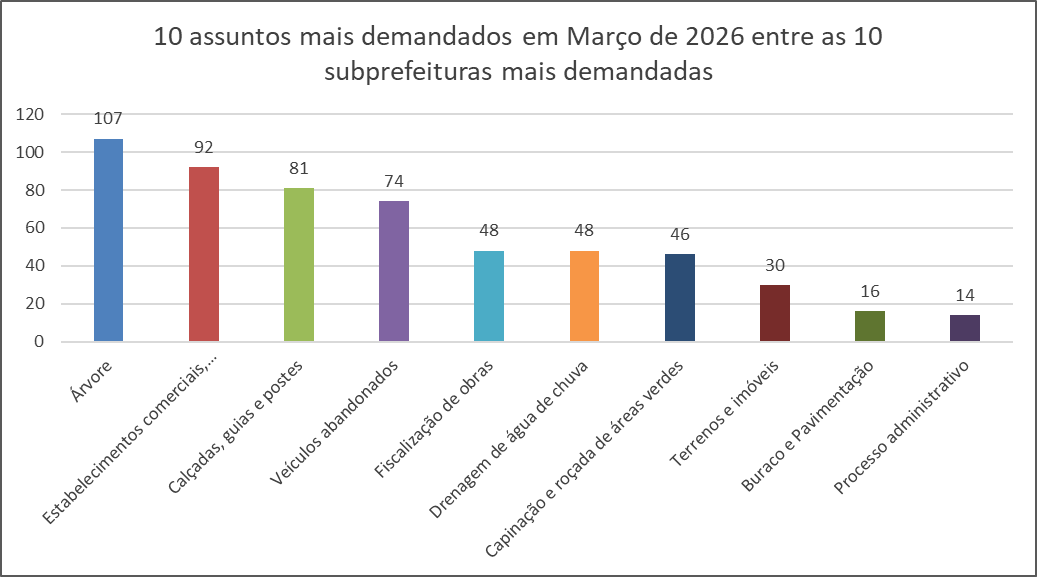 10 assuntos mais demandados em Março de 2026 entre as 10
subprefeituras mais demandadas
120
100
80
60
40
20
0
107
92
81
74
48
48
46
30
16
14
Árvore
Estabelecimentos comerciais,...
Calçadas, guias e postes
Veículos abandonados
Fiscalização de obras
Drenagem de água de chuva
Capinação e roçada de áreas verdes
Terrenos e imóveis
Buraco e Pavimentação
Processo administrativo